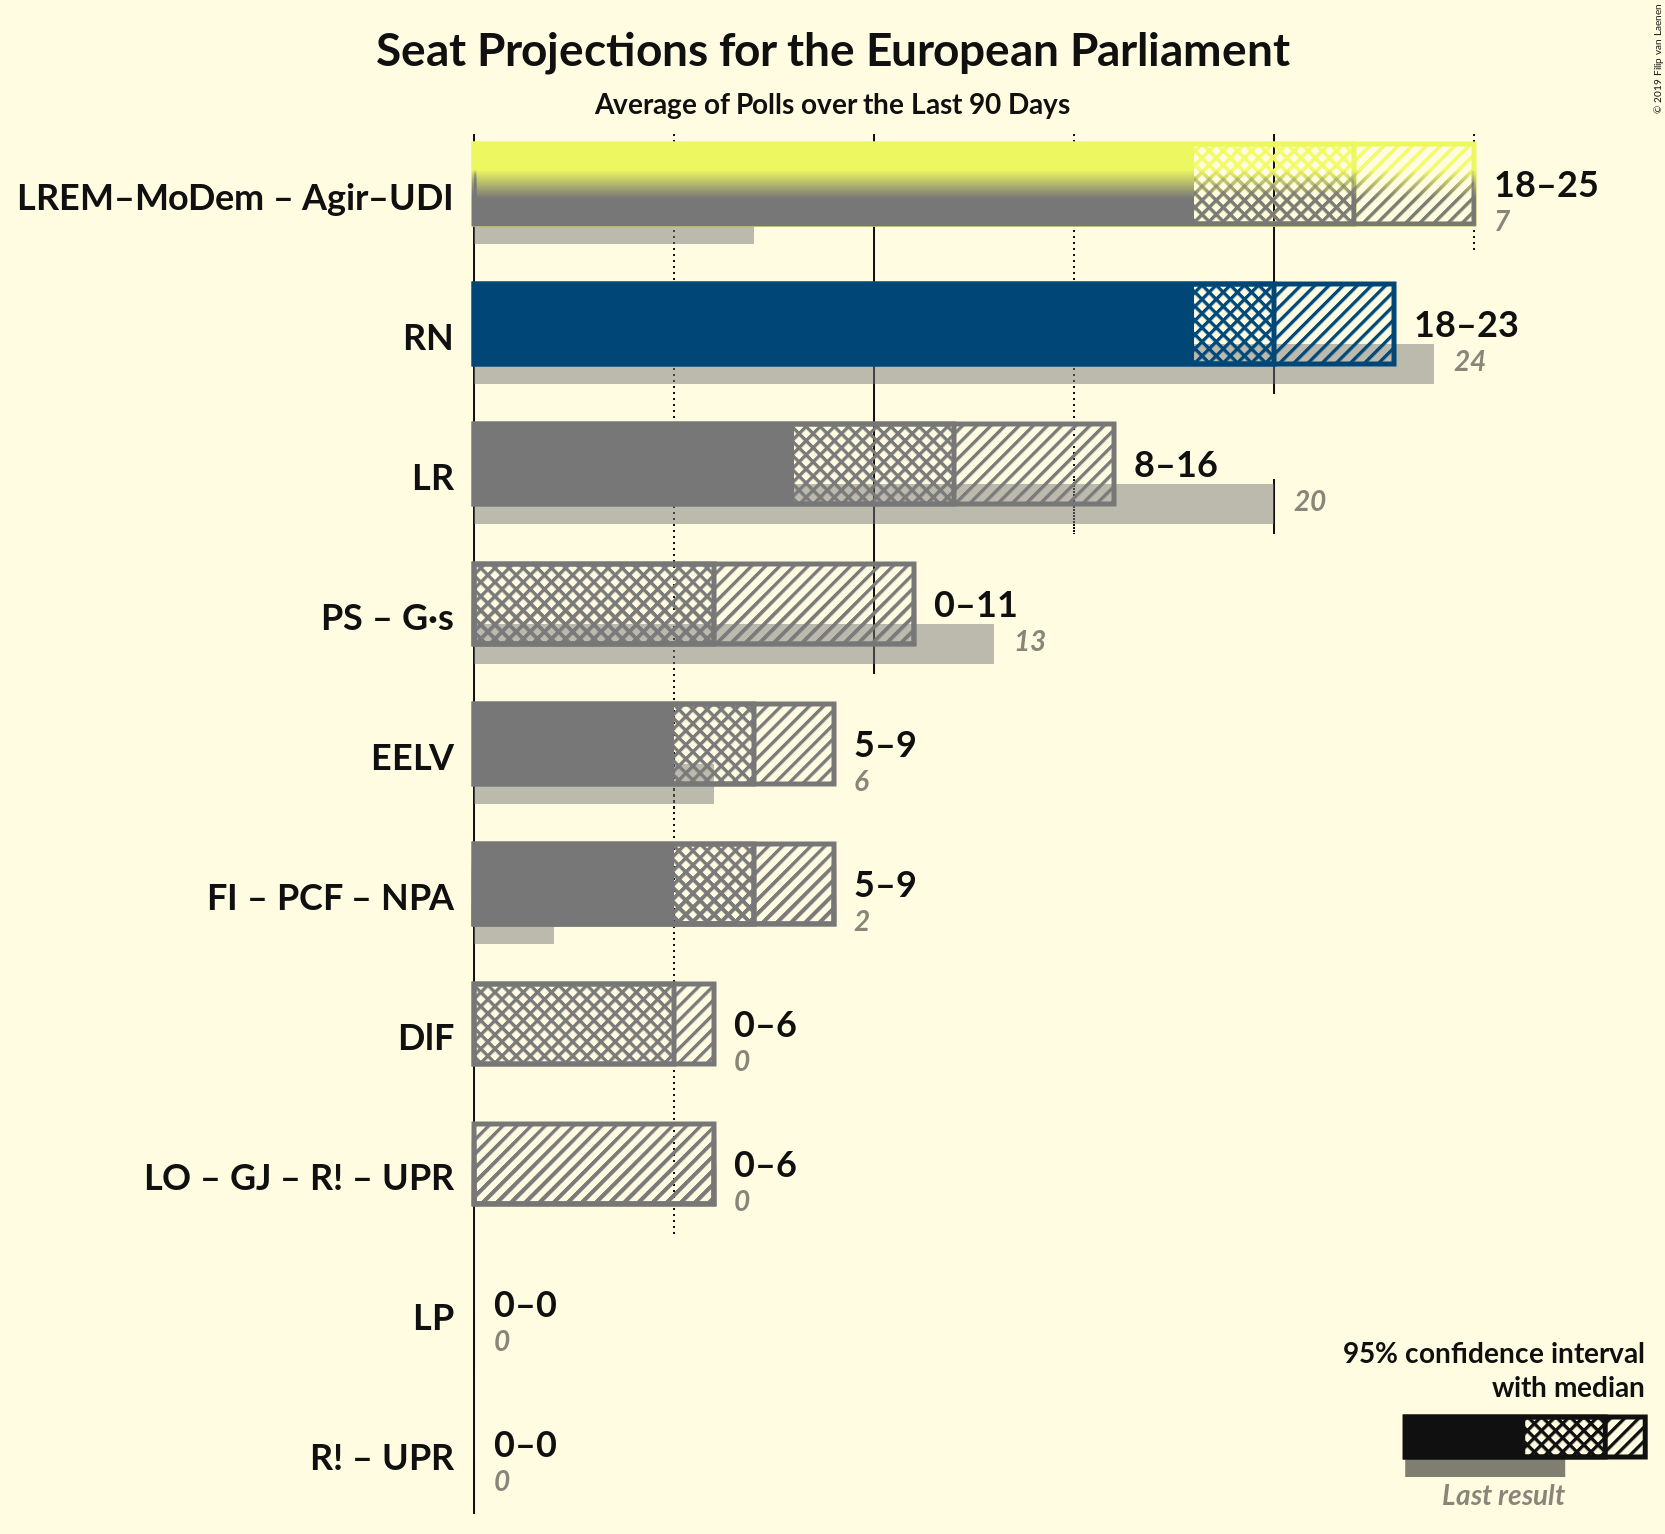 Seat Projections for the European Parliament
Average of Polls over the Last 90 Days
© 2019 Filip van Laenen
LREM–MoDem – Agir–UDI
18–25
7
RN
18–23
24
LR
8–16
20
PS – G·s
0–11
13
EELV
5–9
6
FI – PCF – NPA
5–9
2
DlF
0–6
0
LO – GJ – R! – UPR
0–6
0
LP
0–0
0
R! – UPR
0–0
0
95% confidence interval
with median
Last result